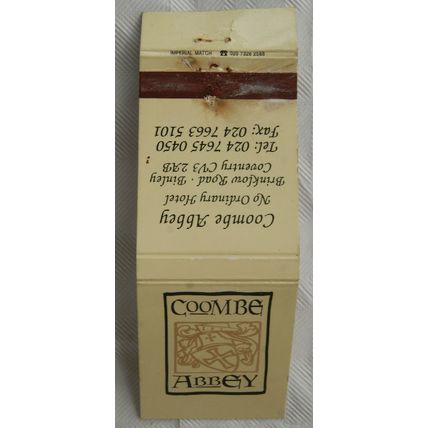 IMPERIAL MATCH ☎ 020 7328 2588
Coombe Abbey
No Ordinary Hotel
Brinklow Road · Binley
Coventry CV3 2AB
Tel: 024 7645 0450
Fax: 024 7663 5101
COOMBE
ABBEY